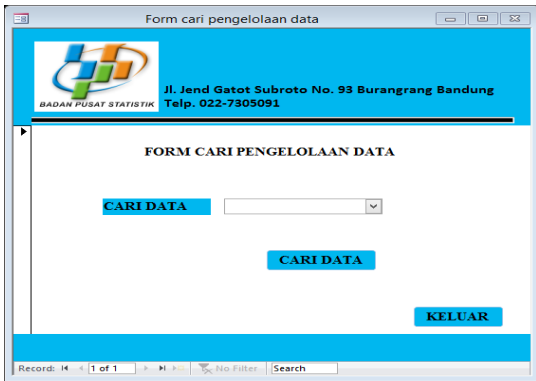 Form cari pengelolaan data
Jl. Jend Gatot Subroto No. 93 Burangrang Bandung
BADAN PUSAT STATISTIK Telp. 022-7305091
FORM CARI PENGELOLAAN DATA
CARI DATA
CARI DATA
KELUAR
Record: 1 of 1 No Filter Search